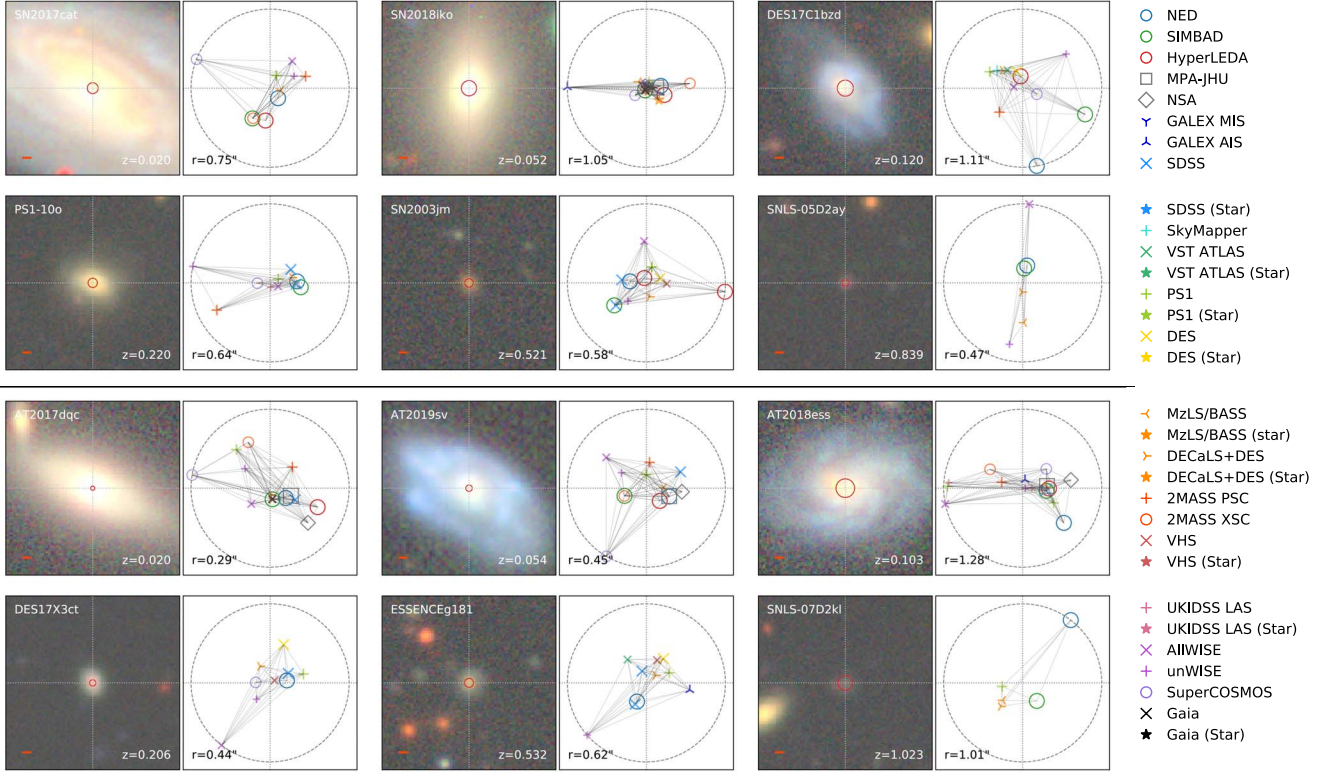 SN2017cat
z=0.020
r=0.75"
SN2018iko
z=0.052
r=1.05"
DES17C1bzd
z=0.120
r=1.11"
PS1-10o
z=0.220
r=0.64"
SN2003jm
z=0.521
r=0.58"
SNLS-05D2ay
z=0.839
r=0.47"
AT2017dqc
z=0.020
r=0.29"
AT2019sv
z=0.054
r=0.45"
AT2018ess
z=0.103
r=1.28"
DES17X3ct
z=0.206
r=0.44"
ESSENCEg181
z=0.532
r=0.62"
SNLS-07D2kl
z=1.023
r=1.01"
NED
SIMBAD
HyperLEDA
MPA-JHU
NSA
GALEX MIS
GALEX AIS
SDSS
SDSS (Star)
SkyMapper
VST ATLAS
VST ATLAS (Star)
PS1
PS1 (Star)
DES
DES (Star)
MzLS/BASS
MzLS/BASS (star)
DECaLS+DES
DECaLS+DES (Star)
2MASS PSC
2MASS XSC
VHS
VHS (Star)
UKIDSS LAS
UKIDSS LAS (Star)
AllWISE
unWISE
SuperCOSMOS
Gaia
Gaia (Star)